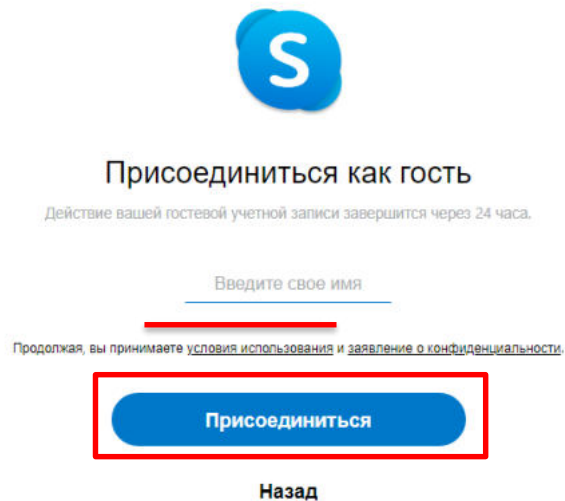 S
Присоединиться как гость
Действие вашей гостевой учетной записи завершится через 24 часа.
Введите свое имя
Продолжая, вы принимаете условия использования и заявление о конфиденциальности.
Присоединиться
Назад